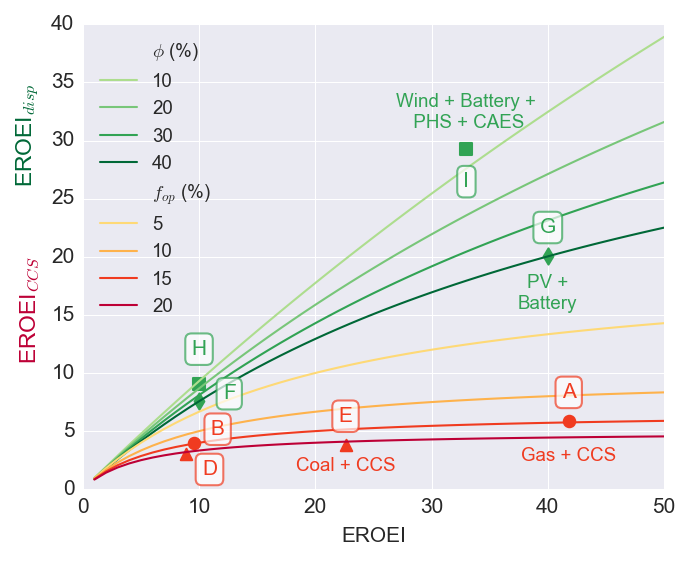 40
35
30
25
20
15
10
5
0
0
10
20
30
40
50
EROEI
EROEI_disp
EROEI_CCS
ϕ (%)
10
20
30
40
f_op (%)
5
10
15
20
Wind + Battery +
PHS + CAES
I
G
PV +
Battery
H
F
B
D
E
Coal + CCS
A
Gas + CCS